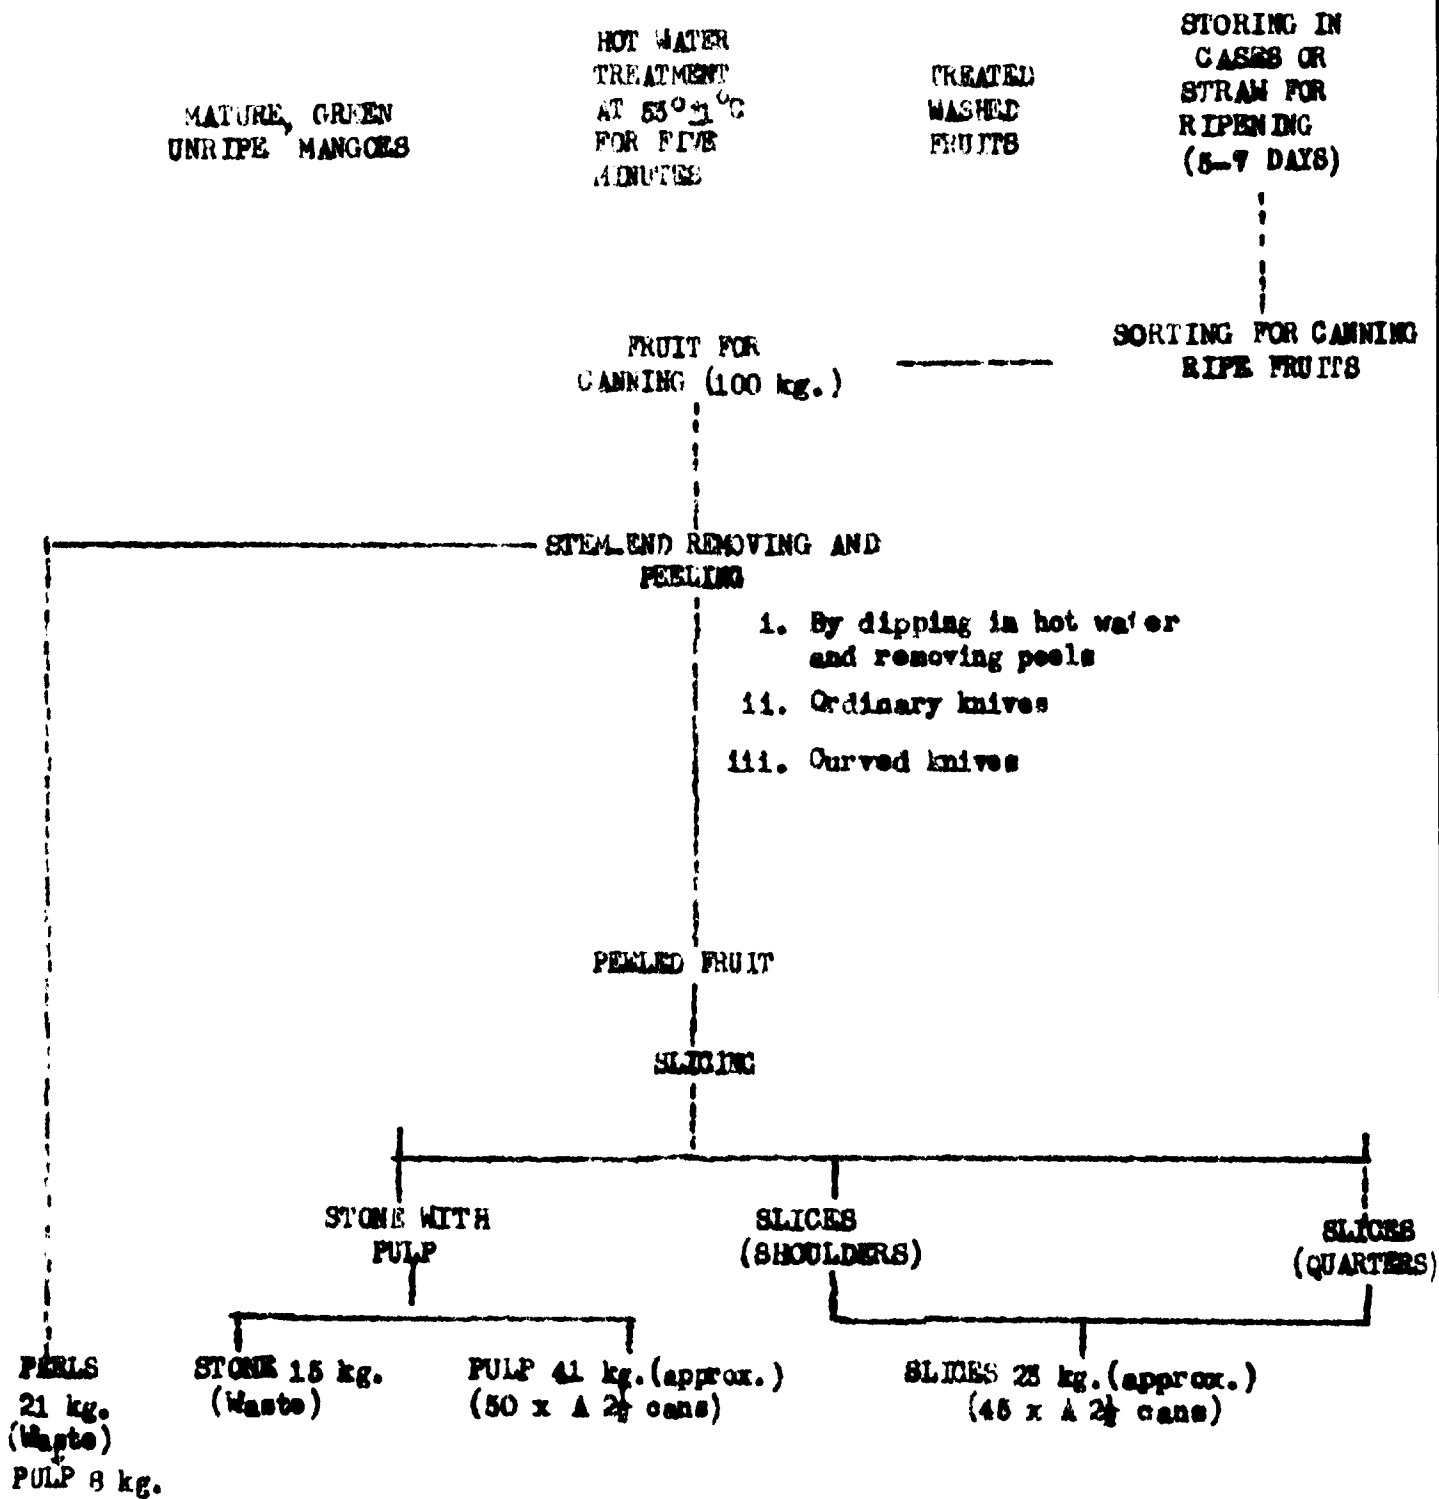 MATURE, GREEN
UNRIPE MANGOES
HOT WATER
TREATMENT
AT 53° ±1°C
FOR FIVE
MINUTES
TREATED
WASHED
FRUITS
STORING IN
CASES OR
STRAW FOR
RIPENING
(5-7 DAYS)
SORTING FOR CANNING
RIPE FRUITS
FRUIT FOR
CANNING (100 kg.)
STEM-END REMOVING AND
PEELING
i. By dipping in hot water
and removing peels
ii. Ordinary knives
iii. Curved knives
PEELED FRUIT
SLICING
STONE WITH
PULP
SLICES
(SHOULDERS)
SLICES
(QUARTERS)
PEELS
21 kg.
(Waste)
PULP 8 kg.
STONE 15 kg.
(Waste)
PULP 41 kg.(approx.)
(50 x A 2½ cans)
SLICES 23 kg.(approx.)
(45 x A 2½ cans)